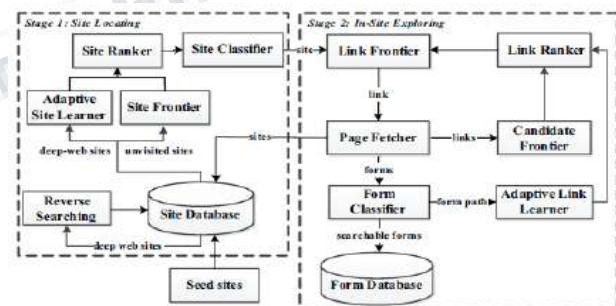 Stage 1: Site Locating
Stage 2: In-Site Exploring
Site Ranker
Site Classifier
site
Link Frontier
Link Ranker
Adaptive
Site Learner
Site Frontier
link
deep-web sites
unvisited sites
sites
Page Fetcher
links
Candidate
Frontier
forms
Reverse
Searching
Site Database
Form
Classifier
form path
Adaptive Link
Learner
deep web sites
searchable forms
Seed sites
Form Database